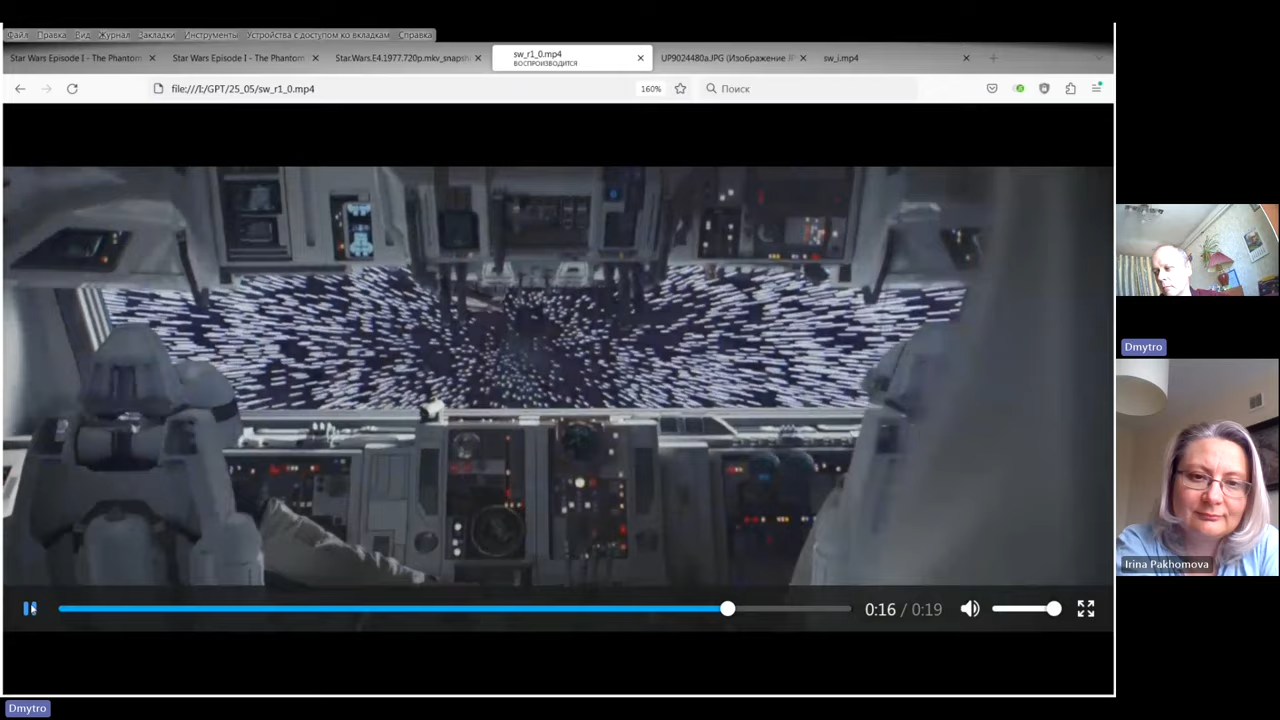 Файл Правка Вид Журнал Закладки Инструменты Устройства с доступом ко вкладкам Справка
Star Wars Episode I - The Phantom
Star Wars Episode I - The Phantom
Star.Wars.E4.1977.720p.mkv_snapsh
sw_r1_0.mp4
ВОСПРОИЗВОДИТСЯ
UP9024480a.JPG (Изображение
sw_i.mp4
file:///I:/GPT/25_05/sw_r1_0.mp4
160%
Поиск
Dmytro
Irina Pakhomova
0:16 / 0:19
Dmytro